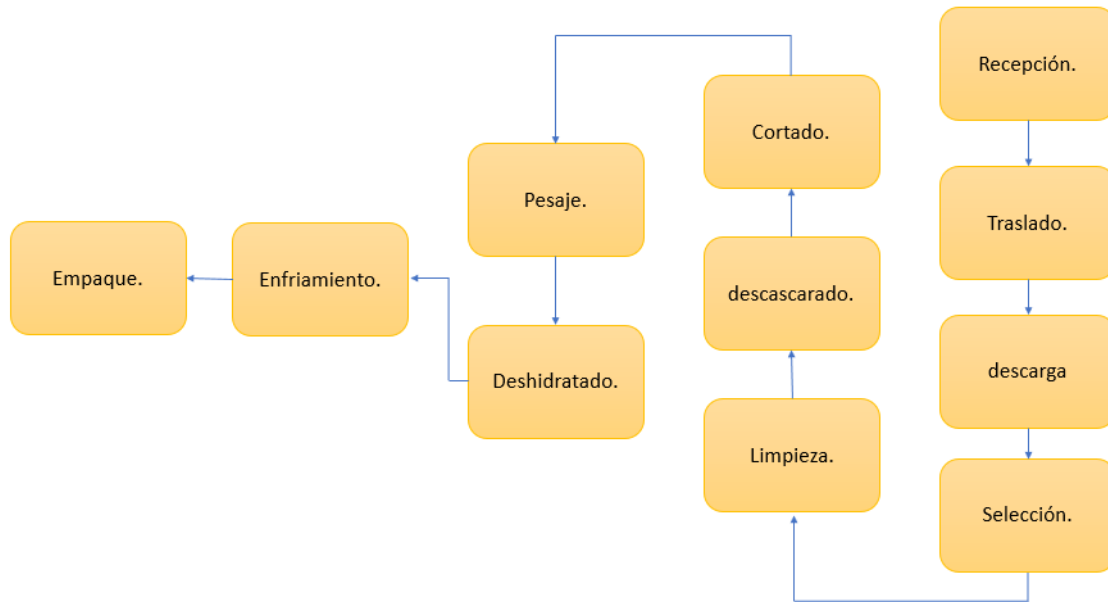 Recepción.
Traslado.
descarga
Selección.
Limpieza.
descascarado.
Cortado.
Pesaje.
Deshidratado.
Enfriamiento.
Empaque.